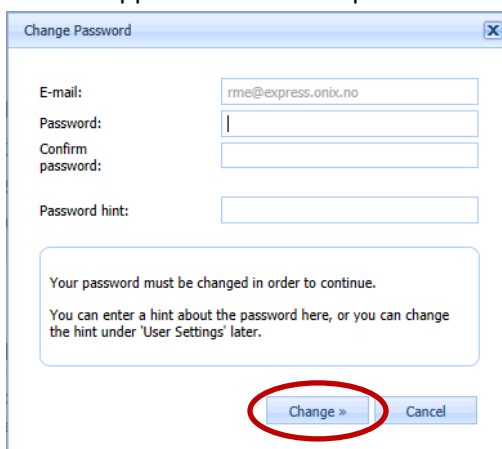 Change Password
E-mail:
rme@express.onix.no
Password:
Confirm
password:
Password hint:
Your password must be changed in order to continue.
You can enter a hint about the password here, or you can change
the hint under 'User Settings' later.
Change »
Cancel